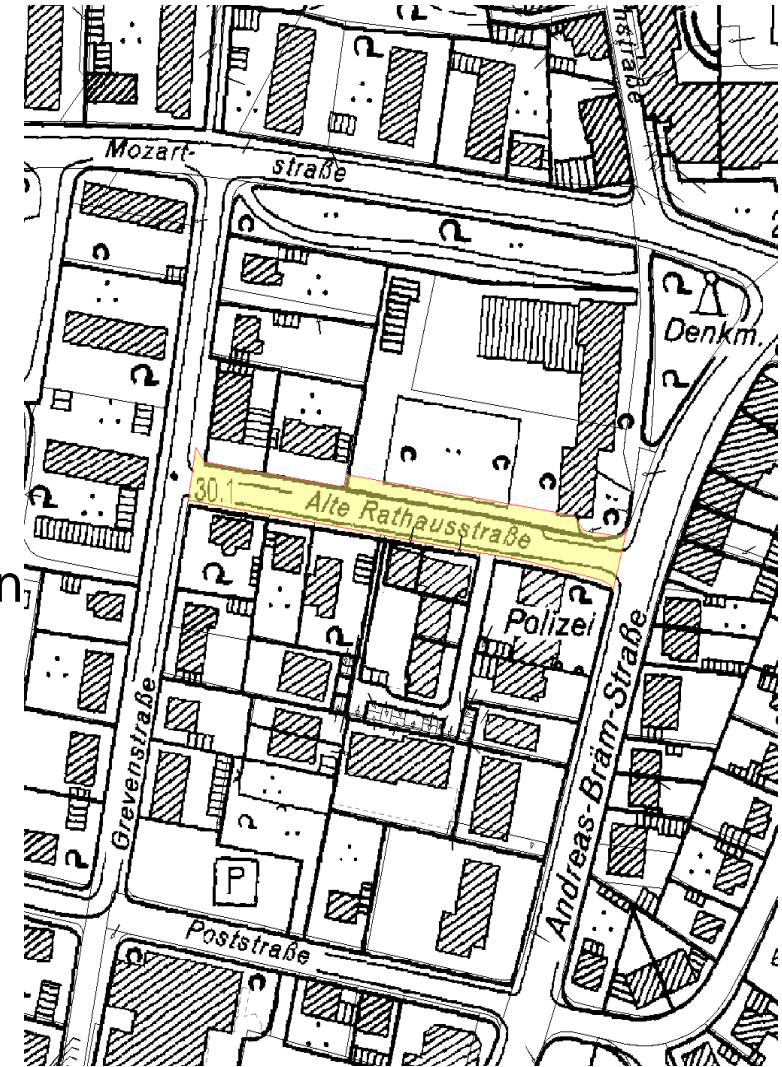 Mozart-
straße
Denkm.
30.1
Alte Rathausstraße
n
Polizei
Grevenstraße
Andreas-Bräm-Straße
P
Poststraße